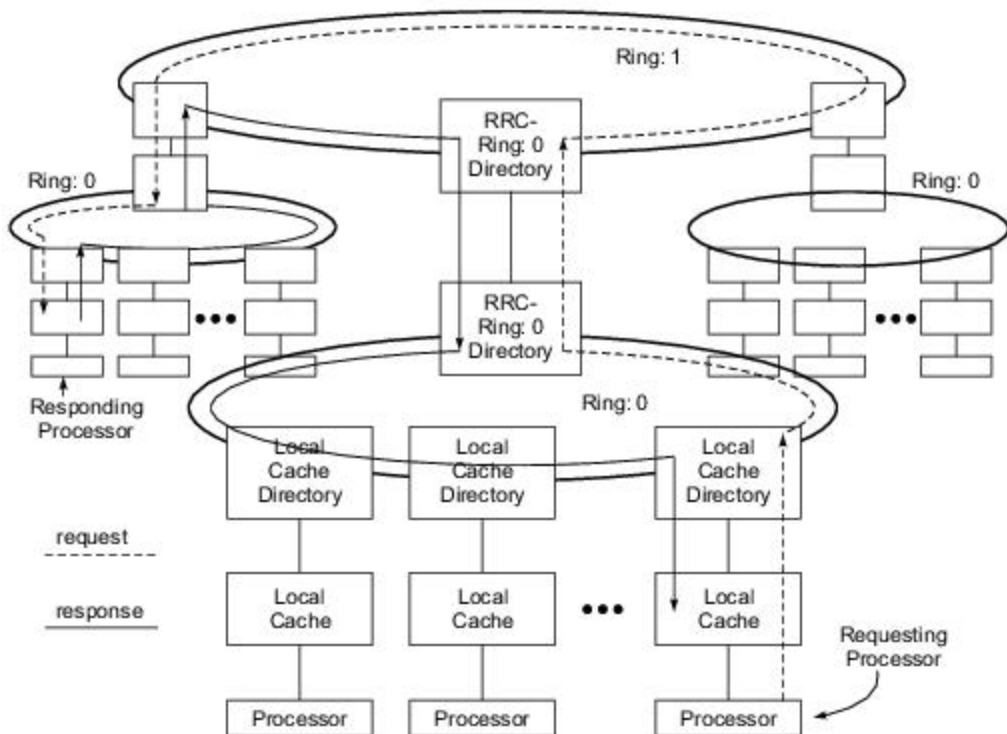 Ring: 1
RRC-
Ring: 0
Directory
Ring: 0
Ring: 0
RRC-
Ring: 0
Directory
Responding
Processor
Ring: 0
Local
Cache
Directory
Local
Cache
Directory
Local
Cache
Directory
request
response
Local
Cache
Local
Cache
Local
Cache
Requesting
Processor
Processor
Processor
Processor